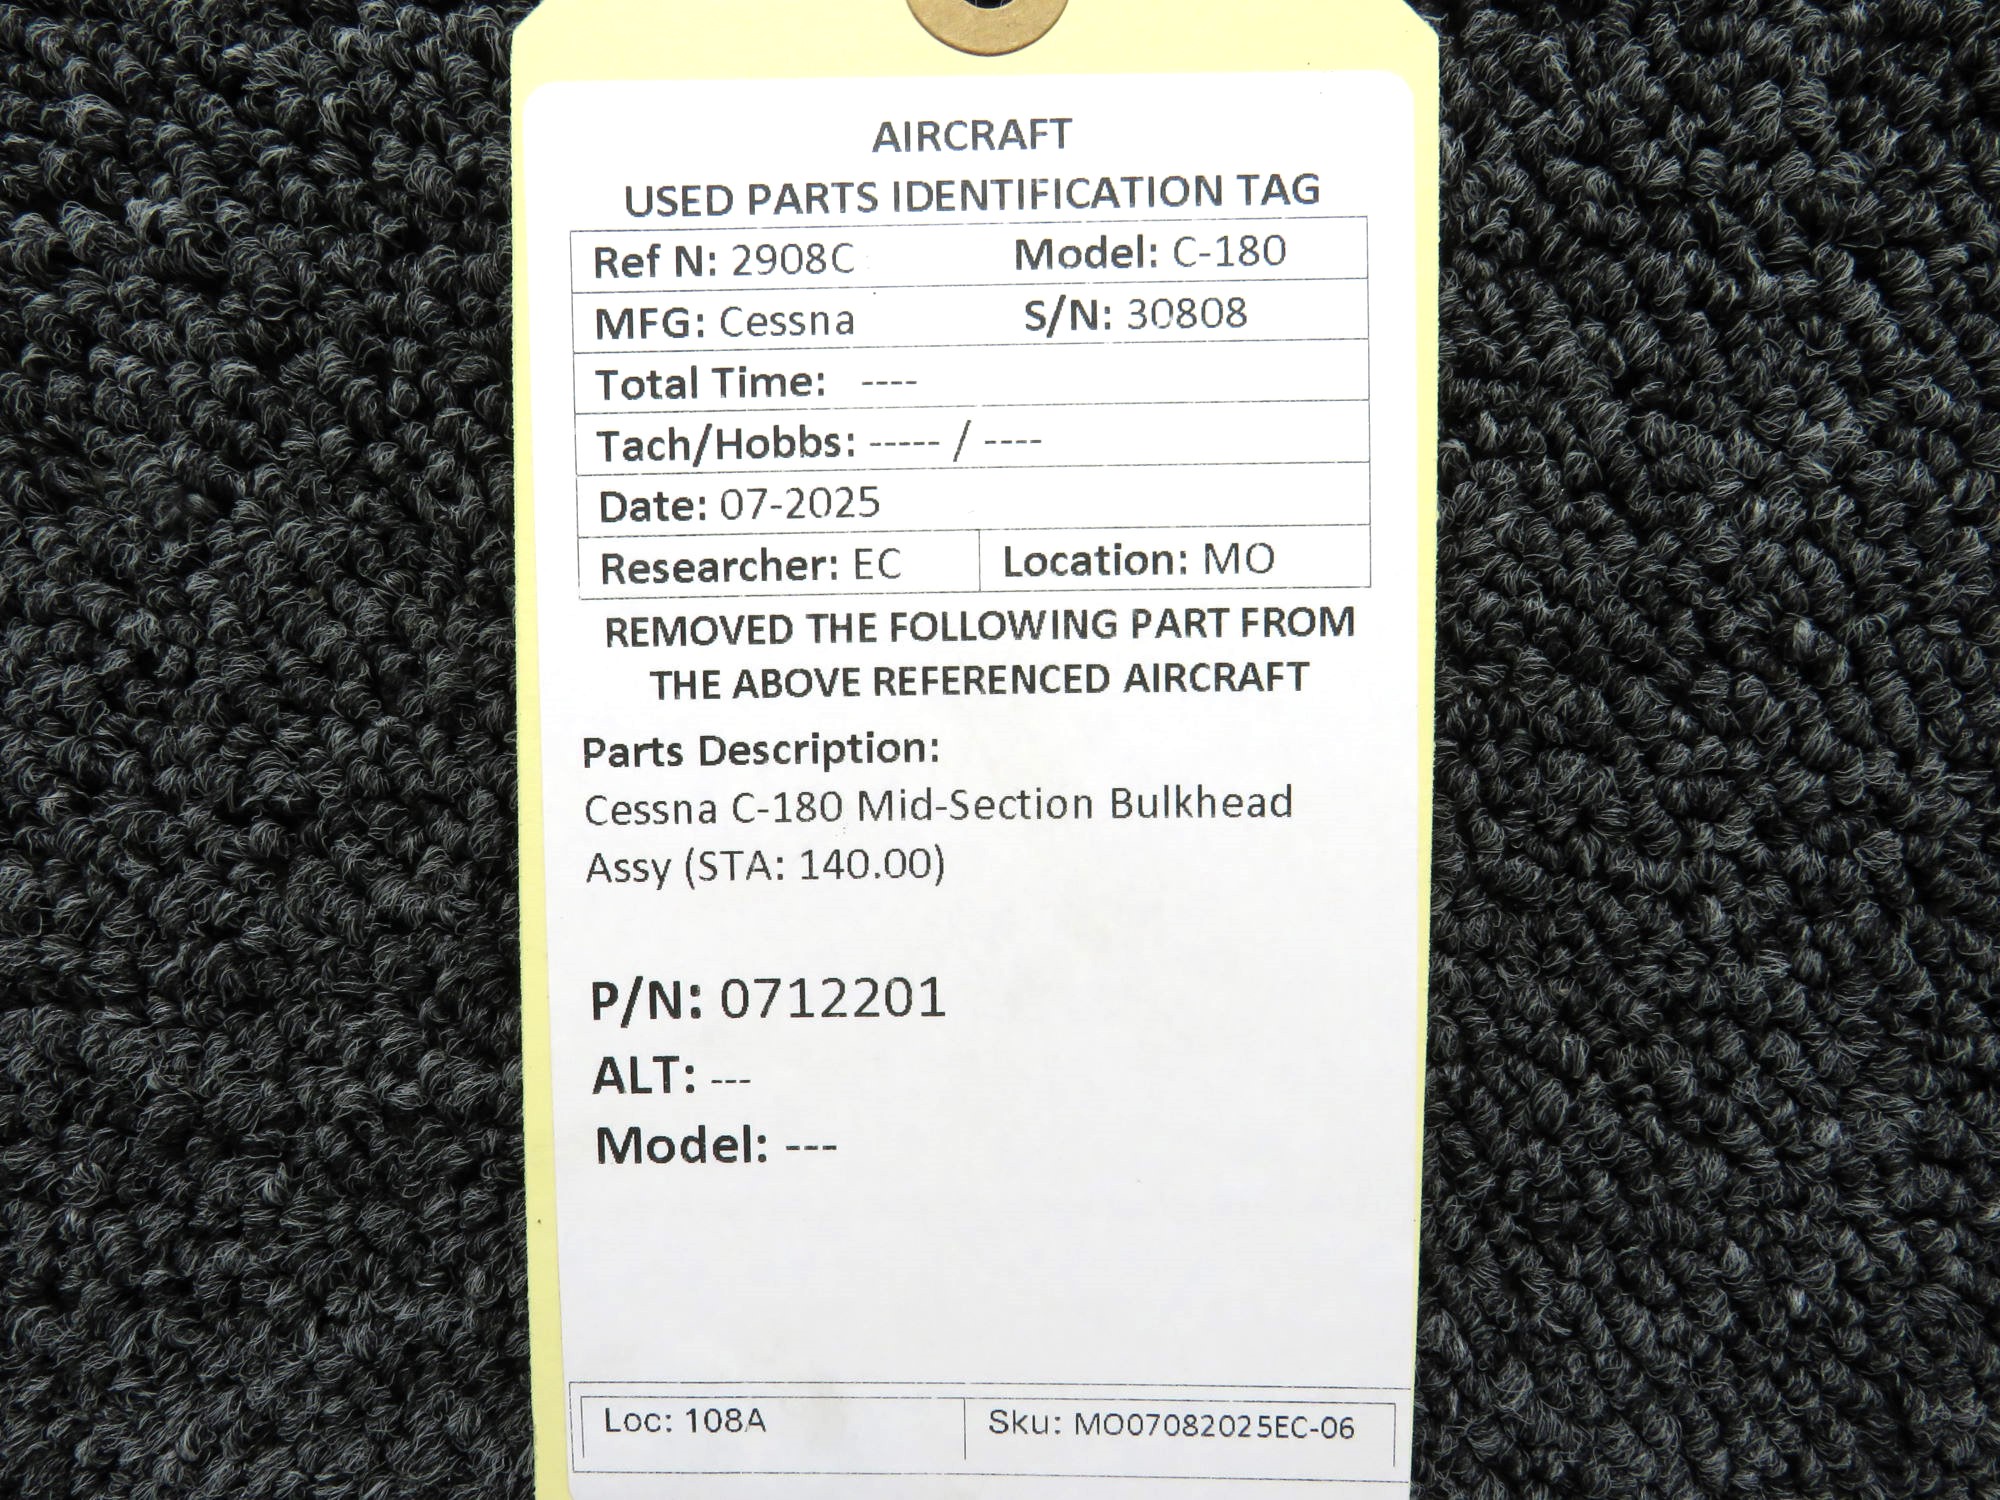 AIRCRAFT
USED PARTS IDENTIFICATION TAG
Ref N: 2908C Model: C-180
MFG: Cessna S/N: 30808
Total Time: ----
Tach/Hobbs: ----- / ----
Date: 07-2025
Researcher: EC Location: MO
REMOVED THE FOLLOWING PART FROM
THE ABOVE REFERENCED AIRCRAFT
Parts Description:
Cessna C-180 Mid-Section Bulkhead
Assy (STA: 140.00)
P/N: 0712201
ALT: ---
Model: ---
Loc: 108A Sku: MO07082025EC-06